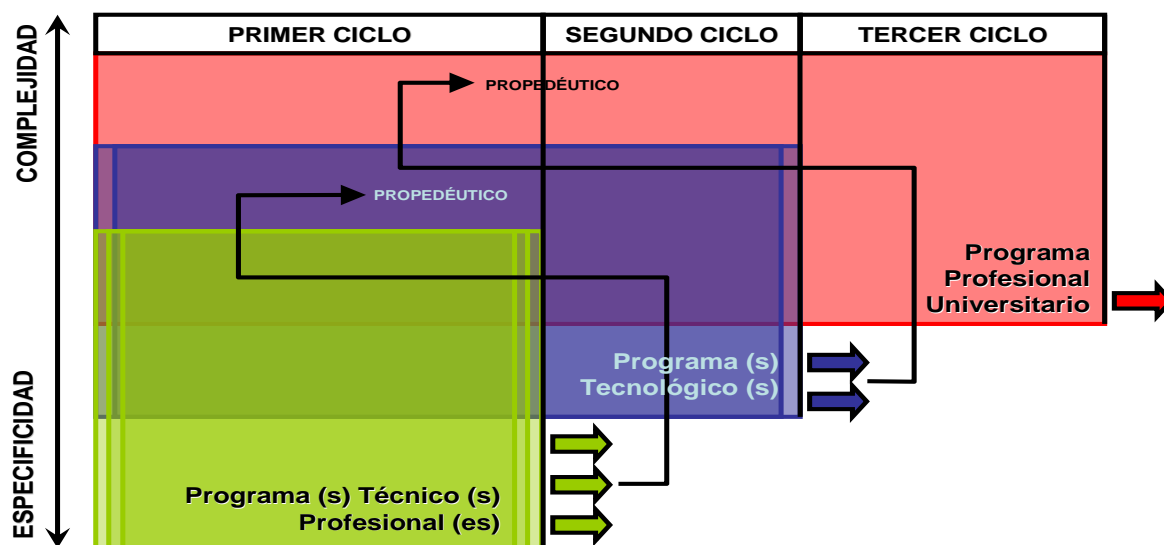 COMPLEJIDAD
ESPECIFICIDAD
PRIMER CICLO
SEGUNDO CICLO
TERCER CICLO
PROPEDÉUTICO
PROPEDÉUTICO
Programa
Profesional
Universitario
Programa (s)
Tecnológico (s)
Programa (s) Técnico (s)
Profesional (es)